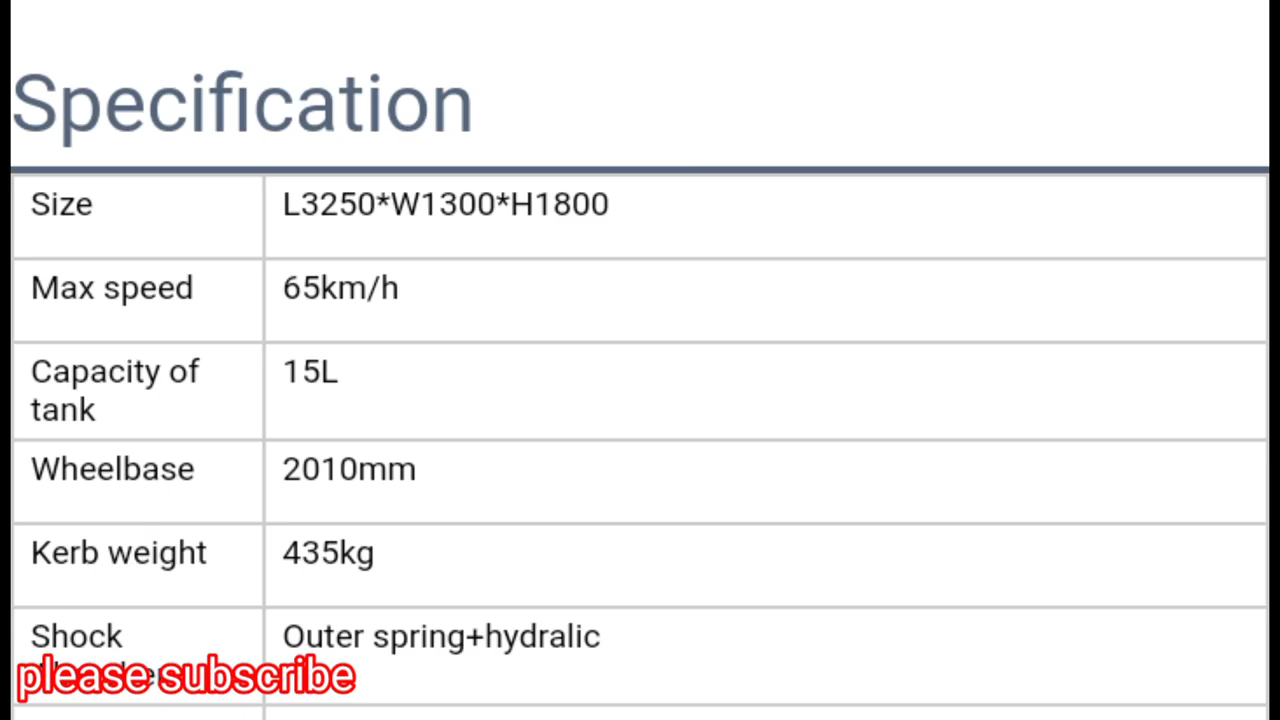 Specification
Size L3250*W1300*H1800
Max speed 65km/h
Capacity of 15L
tank
Wheelbase 2010mm
Kerb weight 435kg
Shock Outer spring+hydralic
please subscribe